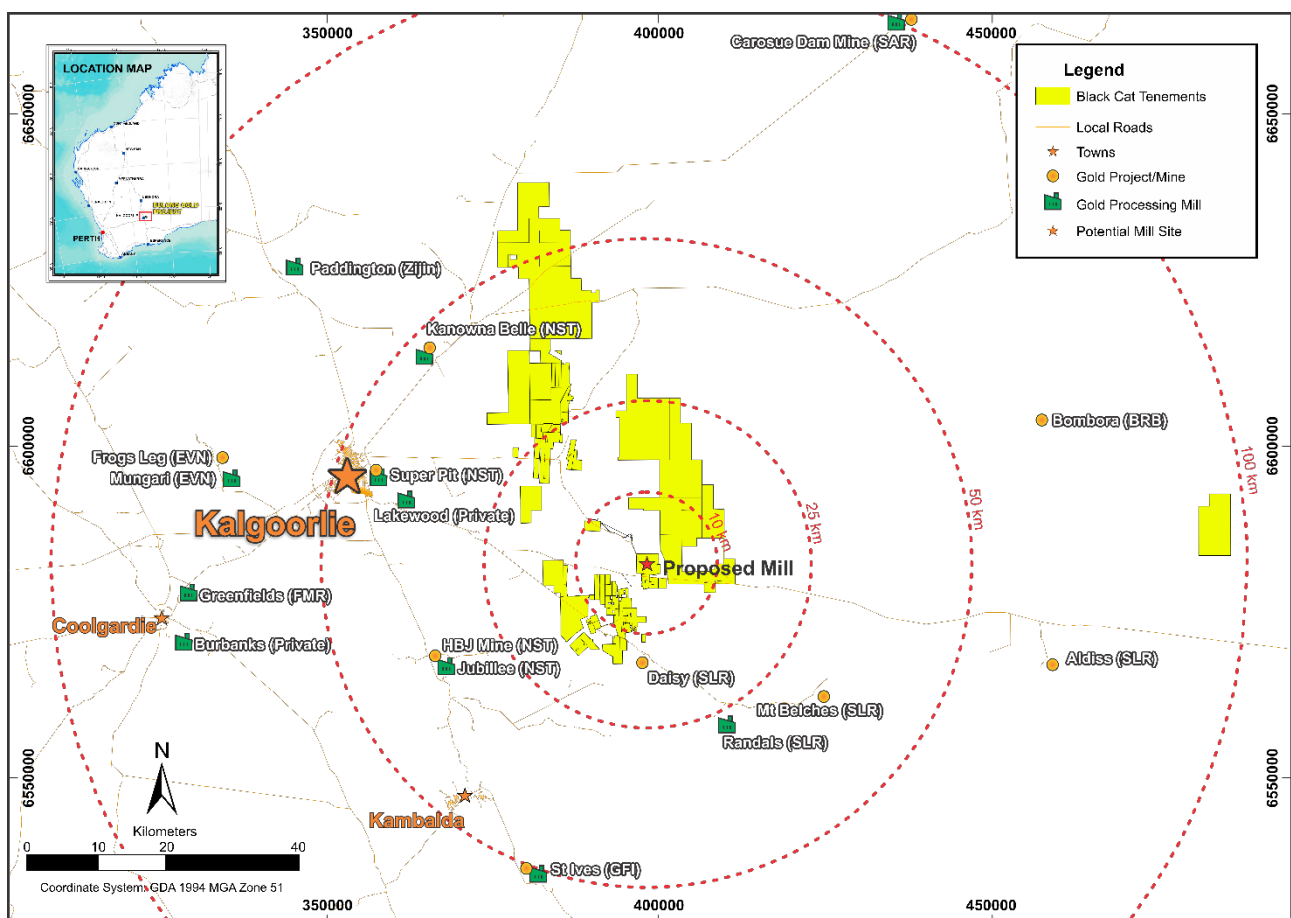 350000
400000
450000
Carosue Dam Mine (SAR)
LOCATION MAP
PERTH
Legend
Black Cat Tenements
Local Roads
Towns
Gold Project/Mine
Gold Processing Mill
Potential Mill Site
6650000
6650000
Paddington (Zijin)
Kanowna Belle (NST)
Bombora (BRB)
6600000
6600000
Frogs Leg (EVN)
Mungari (EVN)
Super Pit (NST)
Lakewood (Private)
Kalgoorlie
100 km
50 km
25 km
10 km
Proposed Mill
Greenfields (FMR)
Coolgardie
Burbanks (Private)
HBJ Mine (NST)
Jubillee (NST)
Daisy (SLR)
Aldiss (SLR)
Mt Belches (SLR)
Randals (SLR)
6550000
6550000
N
Kambalda
Kilometers
0 10 20 40
St Ives (GFI)
Coordinate System: GDA 1994 MGA Zone 51
350000
400000
450000